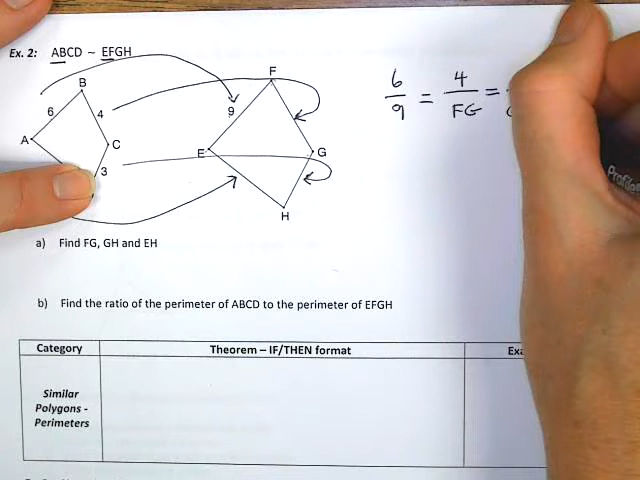 Ex. 2: ABCD ~ EFGH
B
6
4
A
C
3
F
9
E
G
H
6/9 = 4/FG =
a) Find FG, GH and EH
b) Find the ratio of the perimeter of ABCD to the perimeter of EFGH
Category Theorem – IF/THEN format
Similar
Polygons -
Perimeters